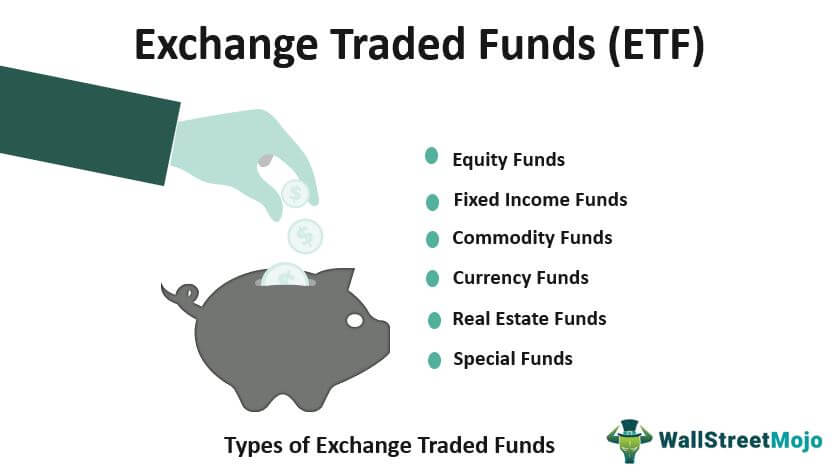 Exchange Traded Funds (ETF)
$
$
Equity Funds
Fixed Income Funds
Commodity Funds
Currency Funds
Real Estate Funds
Special Funds
Types of Exchange Traded Funds
WallStreetMojo